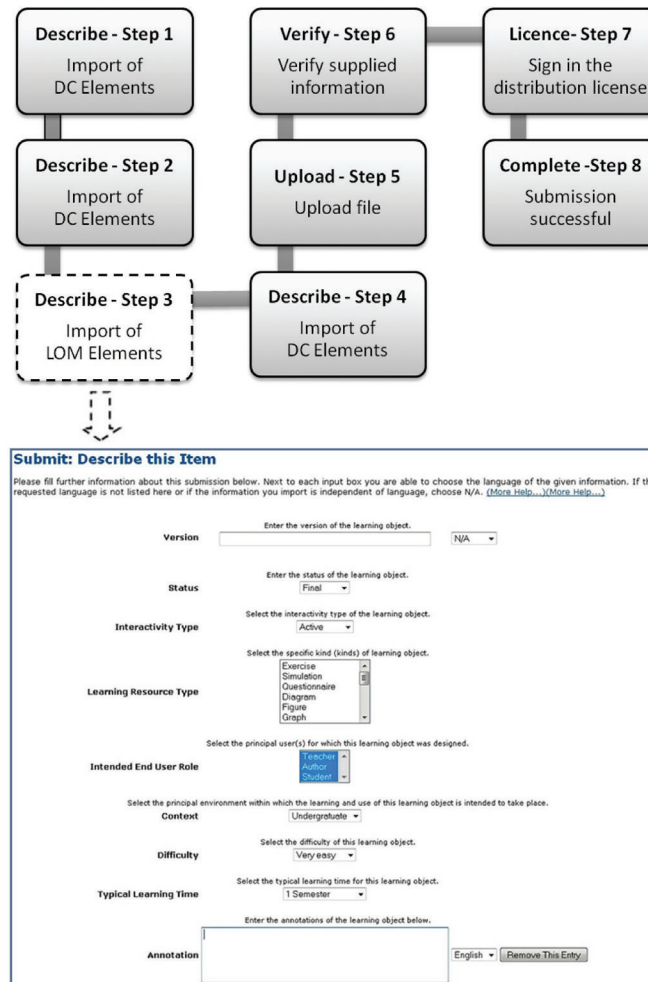 Describe - Step 1
Import of
DC Elements
Describe - Step 2
Import of
DC Elements
Describe - Step 3
Import of
LOM Elements
Describe - Step 4
Import of
DC Elements
Upload - Step 5
Upload file
Verify - Step 6
Verify supplied
information
Licence- Step 7
Sign in the
distribution license
Complete -Step 8
Submission
successful
Submit: Describe this Item
Please fill further information about this submission below. Next to each input box you are able to choose the language of the given information. If th
requested language is not listed here or if the information you import is independent of language, choose N/A. (More Help...)(More Help...)
Enter the version of the learning object.
Version
N/A
Enter the status of the learning object.
Status
Final
Select the interactivity type of the learning object.
Interactivity Type
Active
Select the specific kind (kinds) of learning object.
Learning Resource Type
Exercise
Simulation
Questionnaire
Diagram
Figure
Graph
Select the principal user(s) for which this learning object was designed.
Intended End User Role
Teacher
Author
Student
Select the principal environment within which the learning and use of this learning object is intended to take place.
Context
Undergratuate
Select the difficulty of this learning object.
Difficulty
Very easy
Select the typical learning time for this learning object.
Typical Learning Time
1 Semester
Enter the annotations of the learning object below.
Annotation
English
Remove This Entry